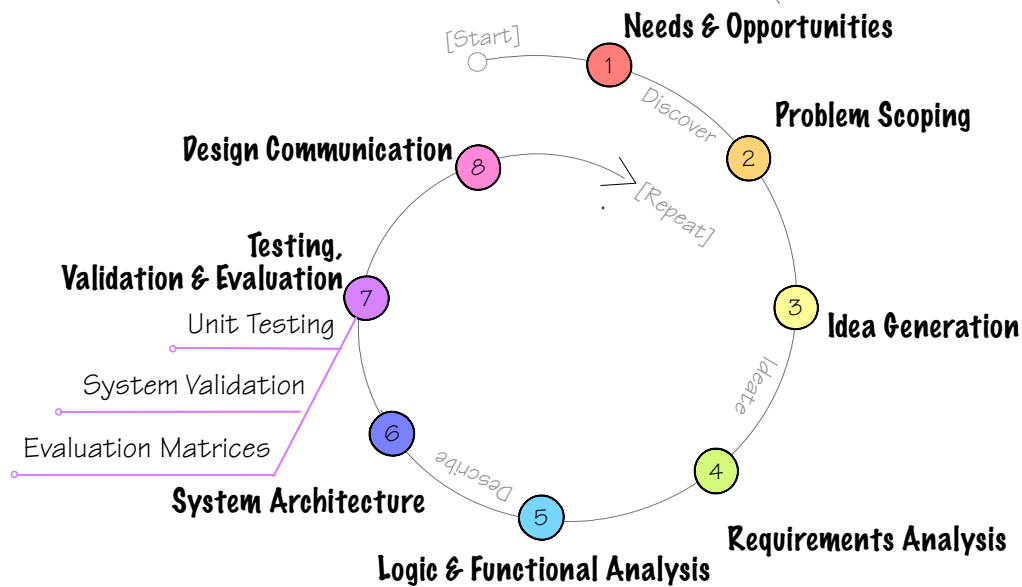 [Start]
1
Needs & Opportunities
Discover
2
Problem Scoping
3
Idea Generation
Ideate
4
Requirements Analysis
5
Logic & Functional Analysis
Describe
6
System Architecture
7
Testing,
Validation & Evaluation
Unit Testing
System Validation
Evaluation Matrices
8
Design Communication
[Repeat]